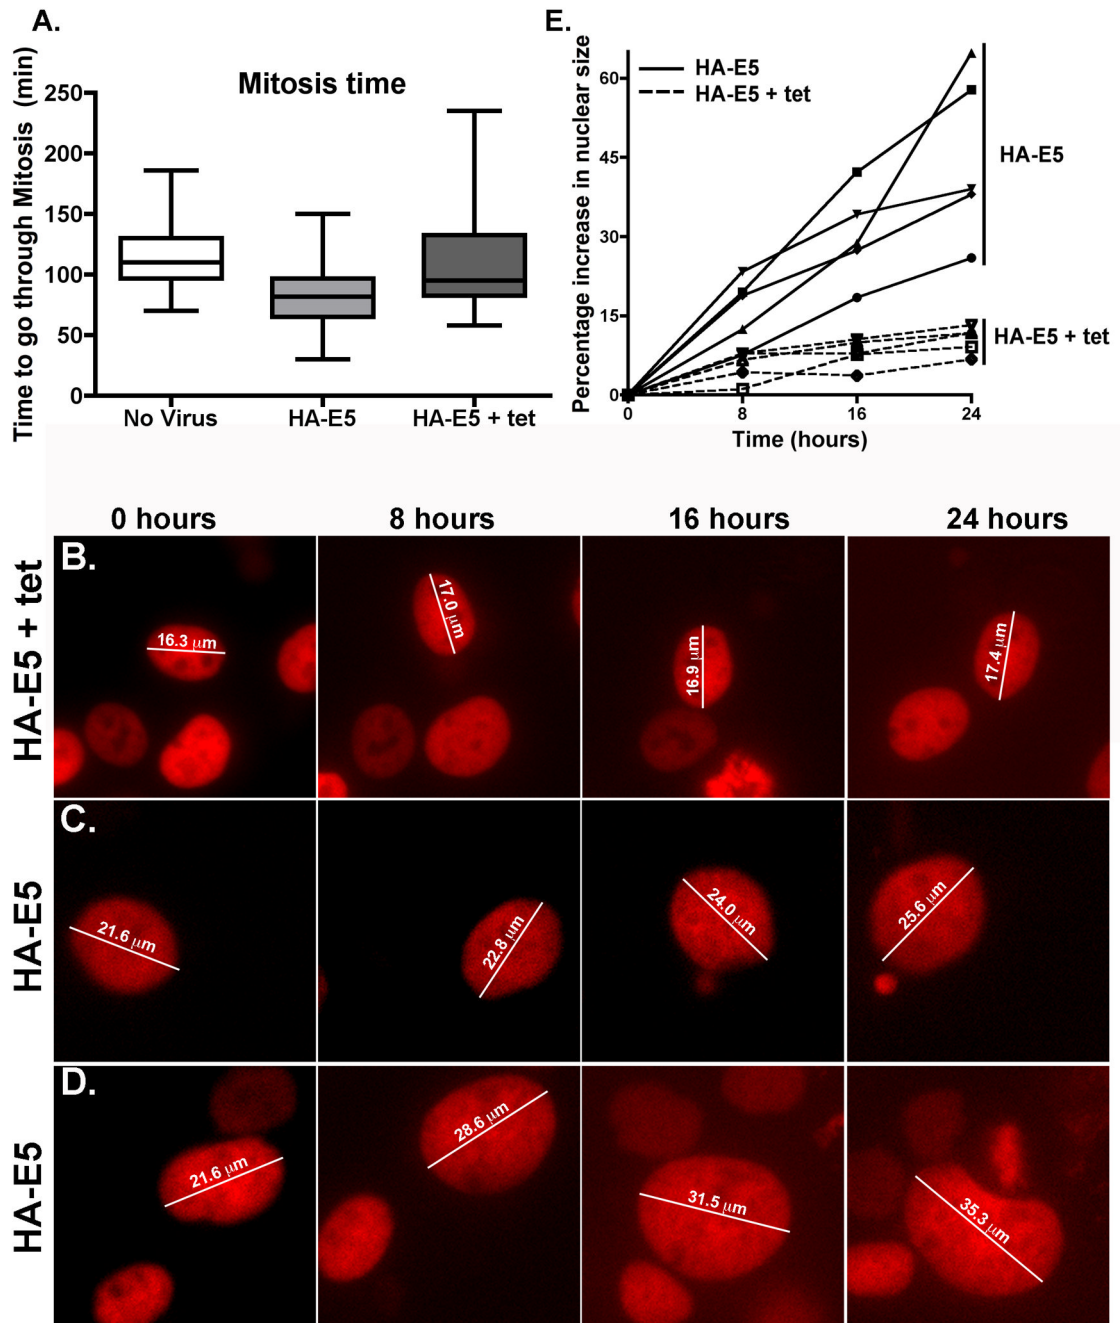 A.
Mitosis time
Time to go through Mitosis (min)
250
200
150
100
50
0
No Virus
HA-E5
HA-E5 + tet
E.
Percentage increase in nuclear size
60
45
30
15
0
HA-E5
HA-E5 + tet
HA-E5
HA-E5 + tet
0
8
16
24
Time (hours)
0 hours
8 hours
16 hours
24 hours
HA-E5 + tet
B.
16.3 μm
17.0 μm
16.9 μm
17.4 μm
HA-E5
C.
21.6 μm
22.8 μm
24.0 μm
25.6 μm
HA-E5
D.
21.6 μm
28.6 μm
31.5 μm
35.3 μm